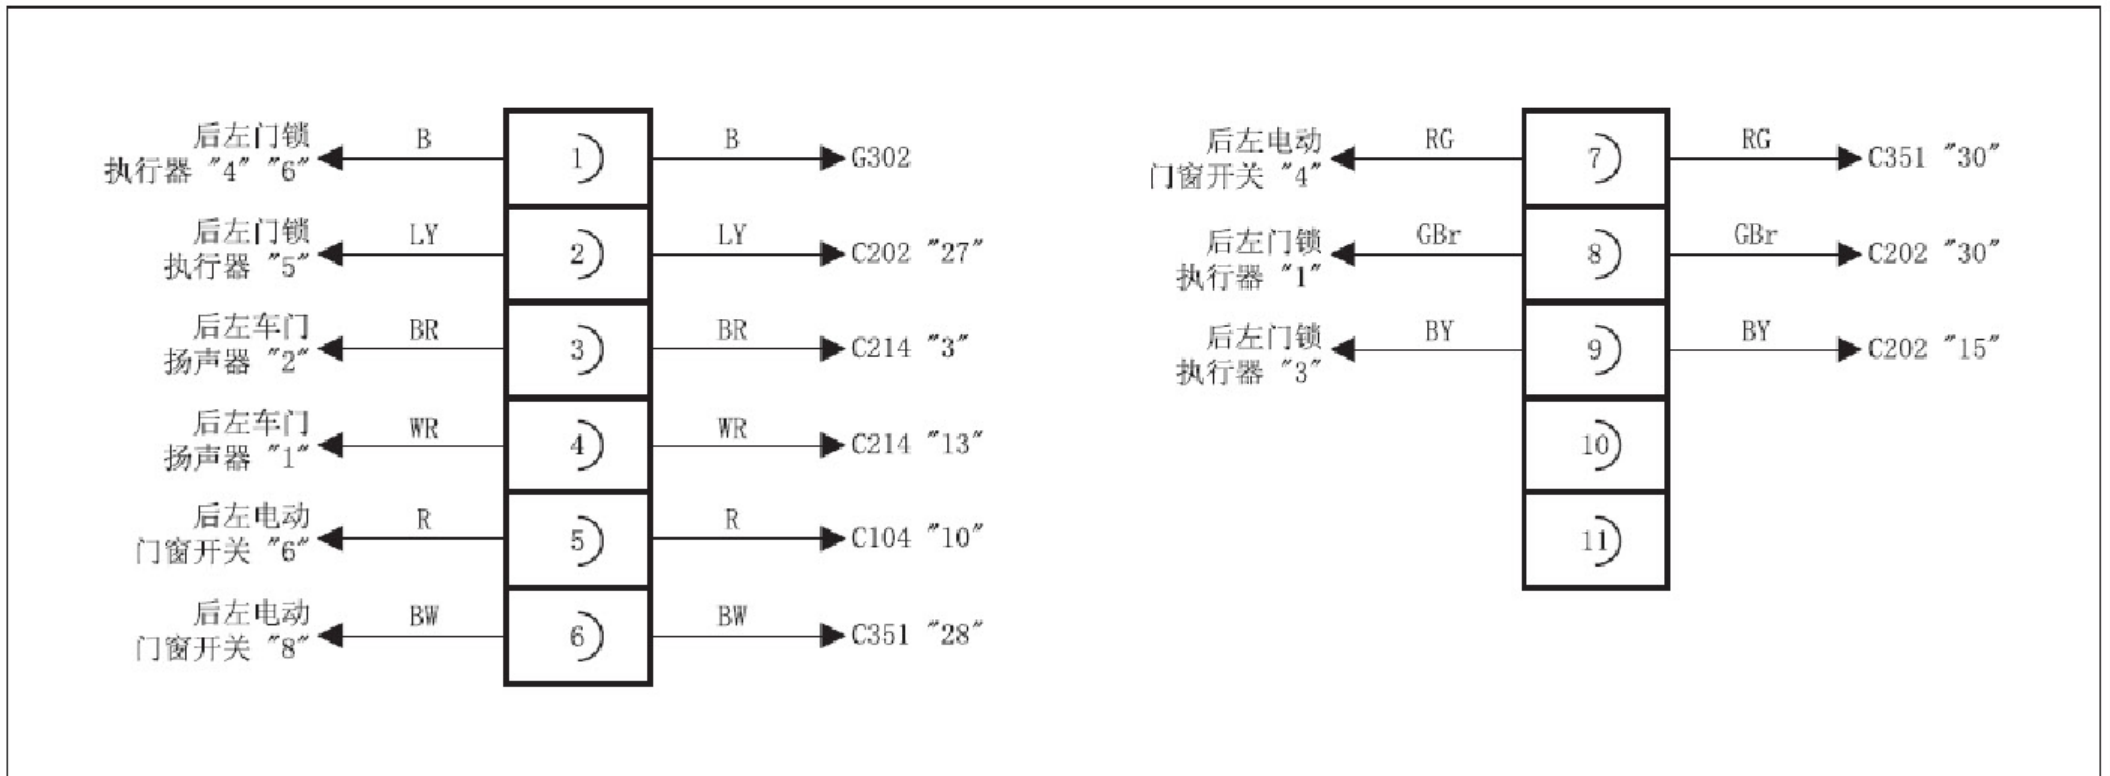 后左门锁
执行器 "4" "6"
B
1
B
G302
后左门锁
执行器 "5"
LY
2
LY
C202 "27"
后左车门
扬声器 "2"
BR
3
BR
C214 "3"
后左车门
扬声器 "1"
WR
4
WR
C214 "13"
后左电动
门窗开关 "6"
R
5
R
C104 "10"
后左电动
门窗开关 "8"
BW
6
BW
C351 "28"
后左电动
门窗开关 "4"
RG
7
RG
C351 "30"
后左门锁
执行器 "1"
GBr
8
GBr
C202 "30"
后左门锁
执行器 "3"
BY
9
BY
C202 "15"
10
11